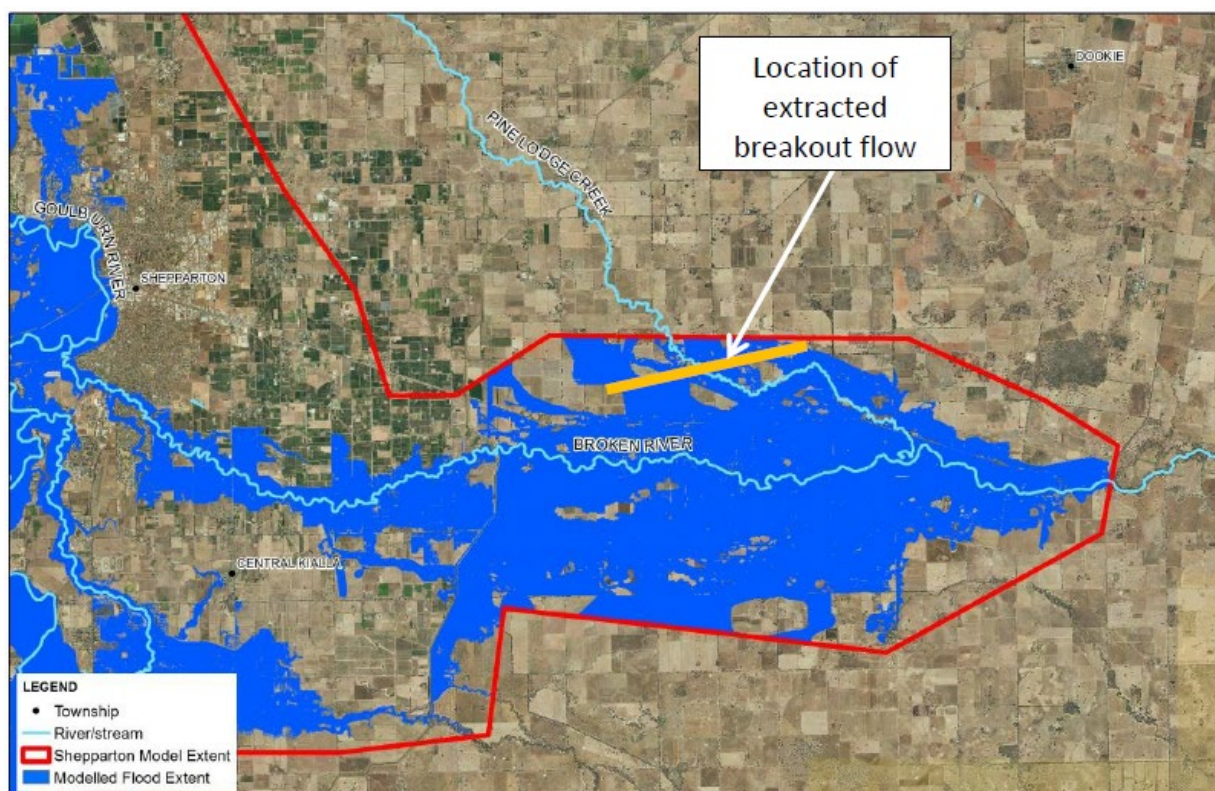 Location of
extracted
breakout flow
DOOKIE
PINE LODGE CREEK
GOULBURN RIVER
SHEPPARTON
BROKEN RIVER
CENTRAL KIALLA
LEGEND
Township
River/stream
Shepparton Model Extent
Modelled Flood Extent